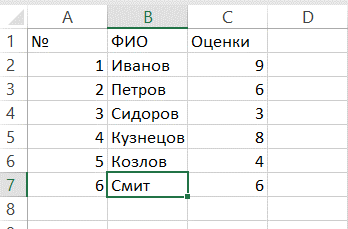 A B C D
1 № ФИО Оценки
2 1 Иванов 9
3 2 Петров 6
4 3 Сидоров 3
5 4 Кузнецов 8
6 5 Козлов 4
7 6 Смит 6
8
9